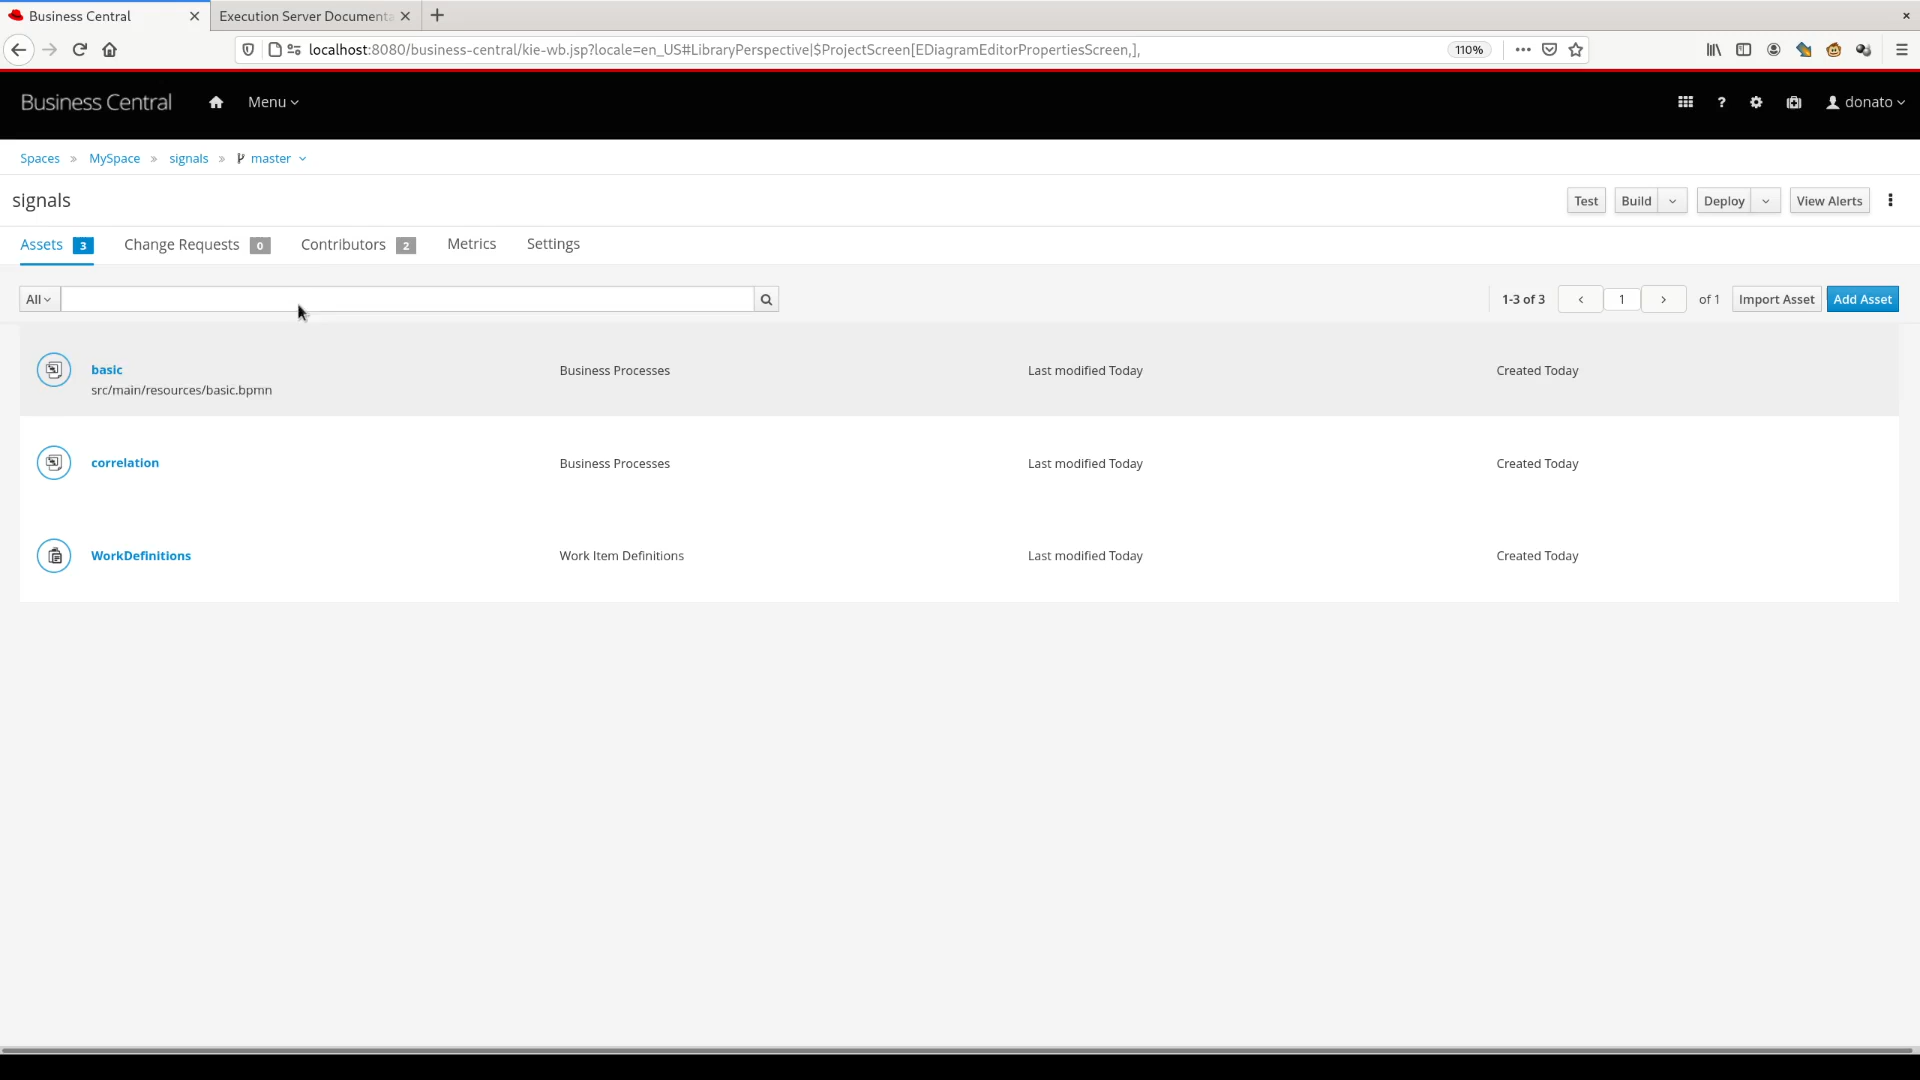 Business Central
Execution Server Documenta
localhost:8080/business-central/kie-wb.jsp?locale=en_US#LibraryPerspective|$ProjectScreen[EDiagramEditorPropertiesScreen,],
110%
Business Central
Menu
donato
Spaces » MySpace » signals » master
signals
Test
Build
Deploy
View Alerts
Assets 3
Change Requests 0
Contributors 2
Metrics
Settings
All
1-3 of 3
1
of 1
Import Asset
Add Asset
basic
Business Processes
Last modified Today
Created Today
src/main/resources/basic.bpmn
correlation
Business Processes
Last modified Today
Created Today
WorkDefinitions
Work Item Definitions
Last modified Today
Created Today